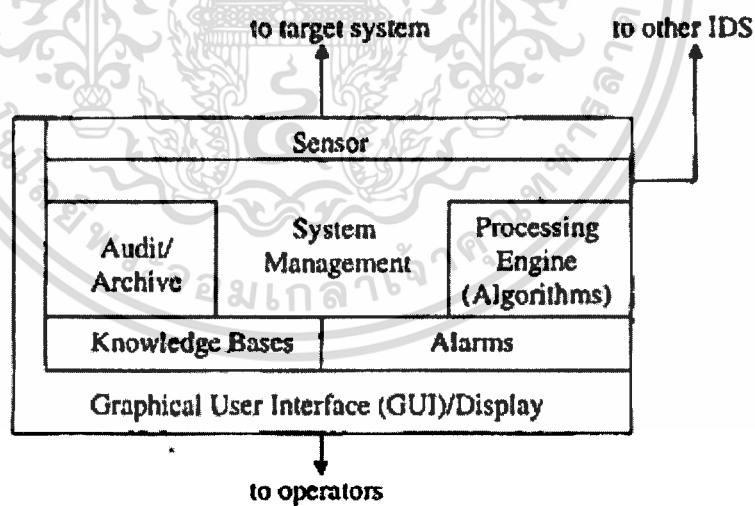 to target system
to other IDS
Sensor
Audit/
Archive
System
Management
Processing
Engine
(Algorithms)
Knowledge Bases
Alarms
Graphical User Interface (GUI)/Display
to operators